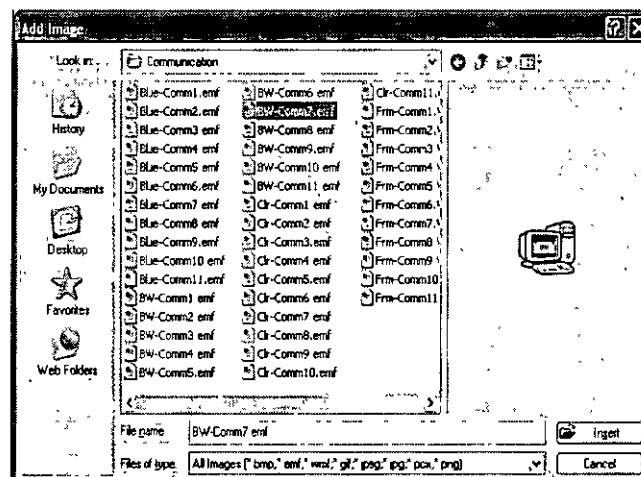 Add Image
Look in:
Communication
History
My Documents
Desktop
Favorites
Web Folders
Blue-Comm1.emf
Blue-Comm2.emf
Blue-Comm3 emf
Blue-Comm4 emf
Blue-Comm5 emf
Blue-Comm6.emf
Blue-Comm7 emf
Blue-Comm8 emf
Blue-Comm9.emf
Blue-Comm10 emf
Blue-Comm11.emf
BW-Comm1 emf
BW-Comm2 emf
BW-Comm3 emf
BW-Comm4 emf
BW-Comm5.emf
BW-Comm6 emf
BW-Comm7.emf
BW-Comm8 emf
BW-Comm9.emf
BW-Comm10 emf
BW-Comm11 emf
Clr-Comm1 emf
Clr-Comm2 emf
Clr-Comm3.emf
Clr-Comm4 emf
Clr-Comm5.emf
Clr-Comm6 emf
Clr-Comm7 emf
Clr-Comm8.emf
Clr-Comm9 emf
Clr-Comm10.emf
Clr-Comm11.
Frm-Comm1.
Frm-Comm2.
Frm-Comm3
Frm-Comm4
Frm-Comm5
Frm-Comm6.
Frm-Comm7.
Frm-Comm8
Frm-Comm9
Frm-Comm10
Frm-Comm11
File name
BW-Comm7 emf
Insert
Files of type
All Images (*.bmp,*.emf,*.wmf,*.gif,*.jpeg,*.jpg,*.pcx,*.png)
Cancel